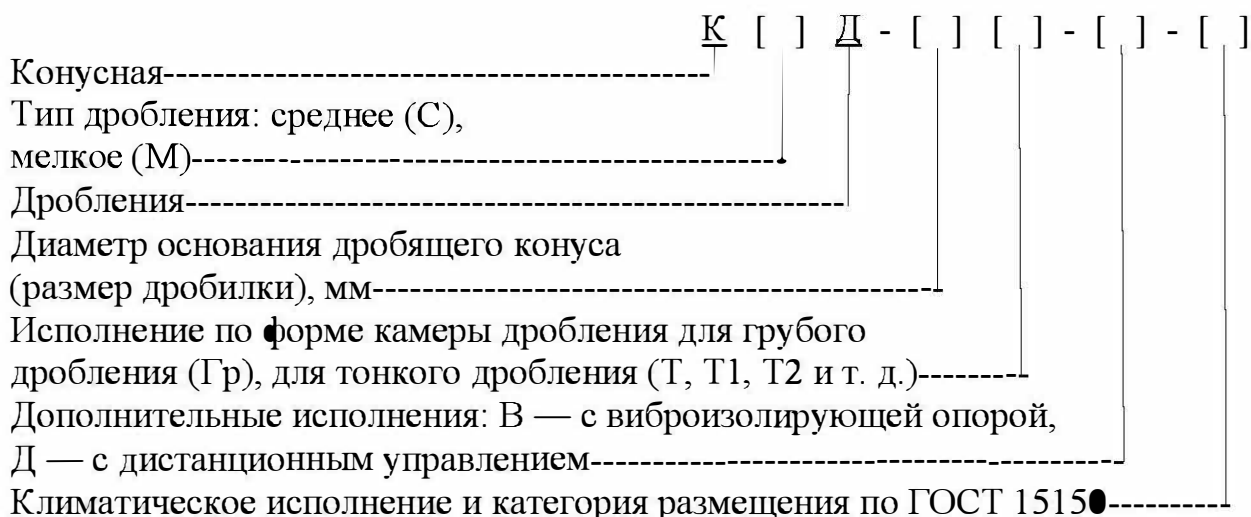 К [ ] Д - [ ] [ ] - [ ] - [ ]
Конусная
Тип дробления: среднее (С),
мелкое (М)
Дробления
Диаметр основания дробящего конуса
(размер дробилки), мм
Исполнение по форме камеры дробления для грубого
дробления (Гр), для тонкого дробления (Т, Т1, Т2 и т. д.)
Дополнительные исполнения: В — с виброизолирующей опорой,
Д — с дистанционным управлением
Климатическое исполнение и категория размещения по ГОСТ 15150